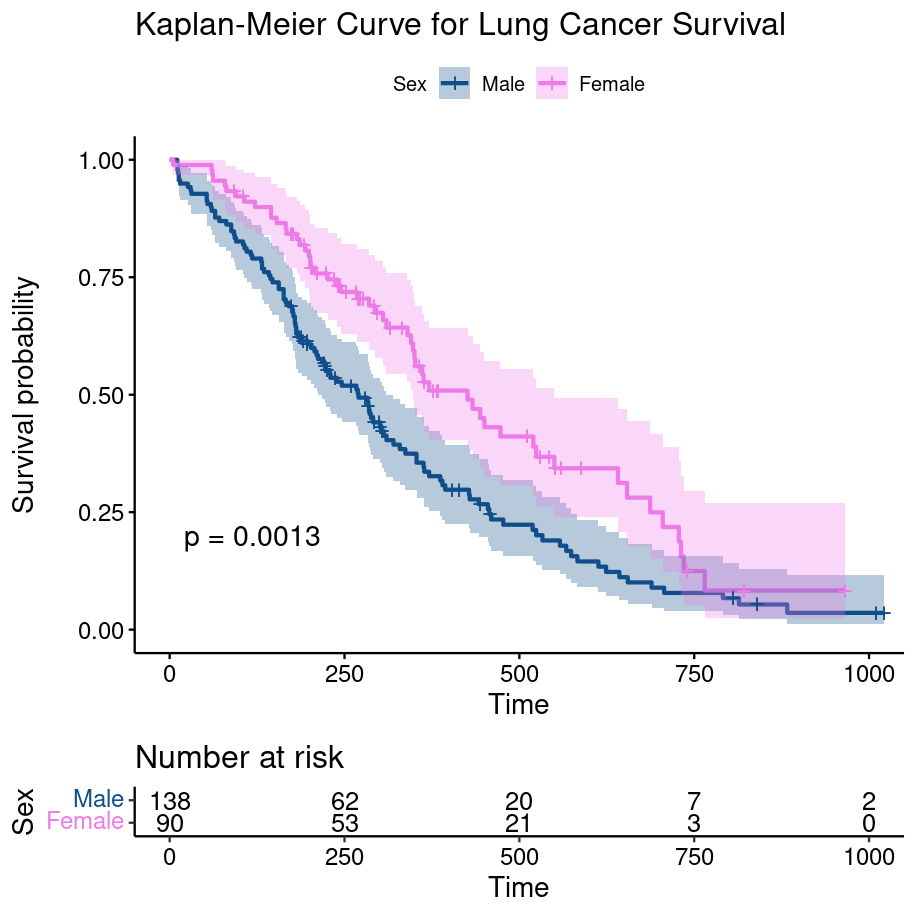 Kaplan-Meier Curve for Lung Cancer Survival
Sex Male Female
Survival probability
1.00
0.75
0.50
0.25
0.00
p = 0.0013
0 250 500 750 1000
Time
Number at risk
Sex
Male 138 62 20 7 2
Female 90 53 21 3 0
0 250 500 750 1000
Time